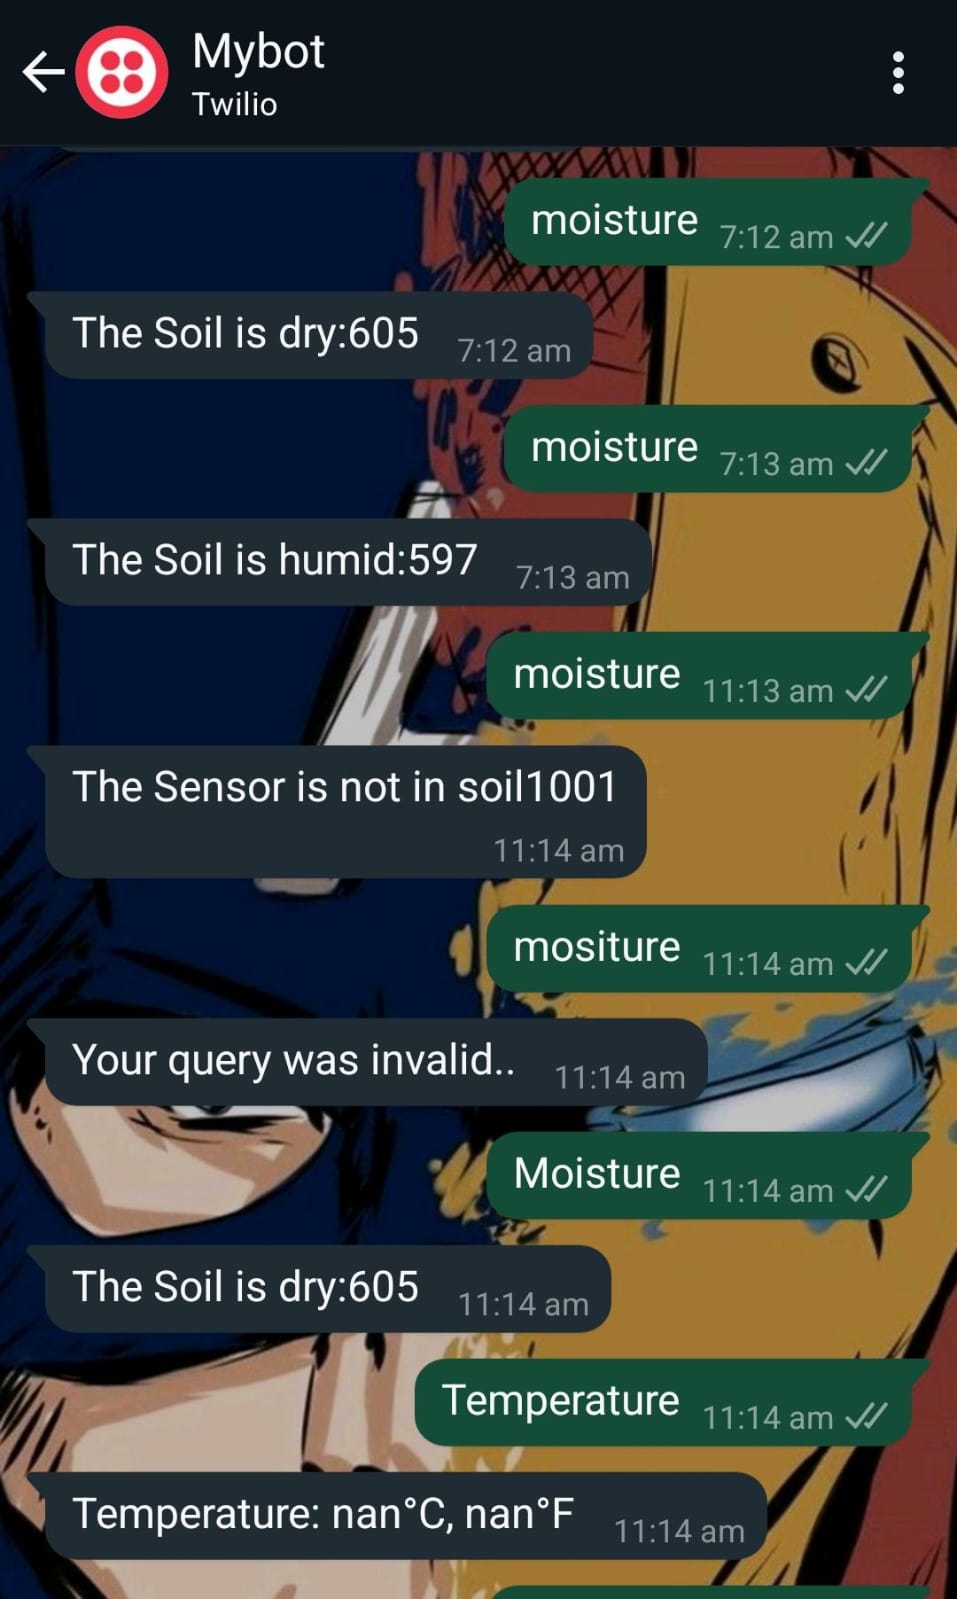 Mybot
Twilio
moisture 7:12 am
The Soil is dry:605 7:12 am
moisture 7:13 am
The Soil is humid:597 7:13 am
moisture 11:13 am
The Sensor is not in soil1001
11:14 am
mositure 11:14 am
Your query was invalid.. 11:14 am
Moisture 11:14 am
The Soil is dry:605 11:14 am
Temperature 11:14 am
Temperature: nan°C, nan°F 11:14 am